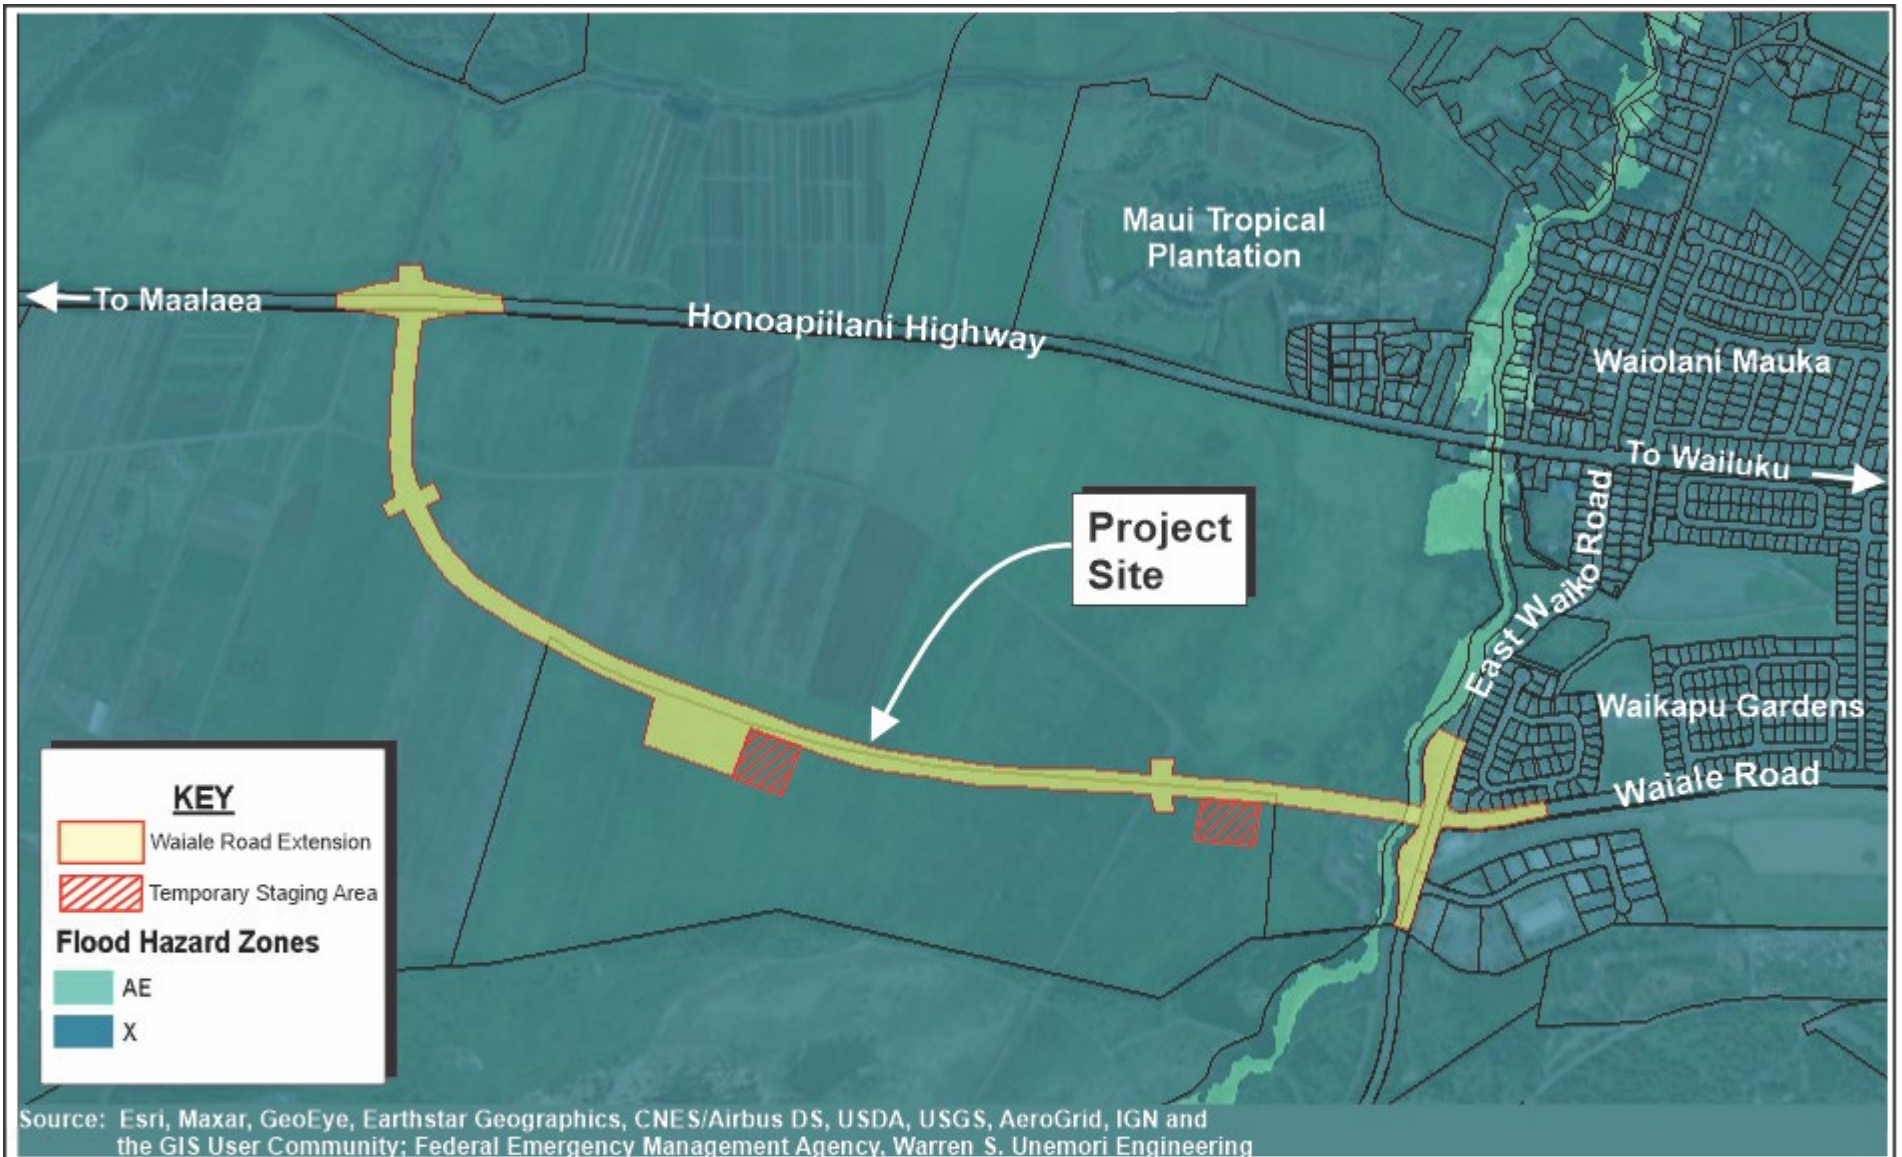 Maui Tropical
Plantation
To Maalaea
Honoapiilani Highway
Waiolani Mauka
To Wailuku
Project
Site
East Waiko Road
Waikapu Gardens
Waiale Road
KEY
Waiale Road Extension
Temporary Staging Area
Flood Hazard Zones
AE
X
Source: Esri, Maxar, GeoEye, Earthstar Geographics, CNES/Airbus DS, USDA, USGS, AeroGrid, IGN and
the GIS User Community; Federal Emergency Management Agency, Warren S. Unemori Engineering